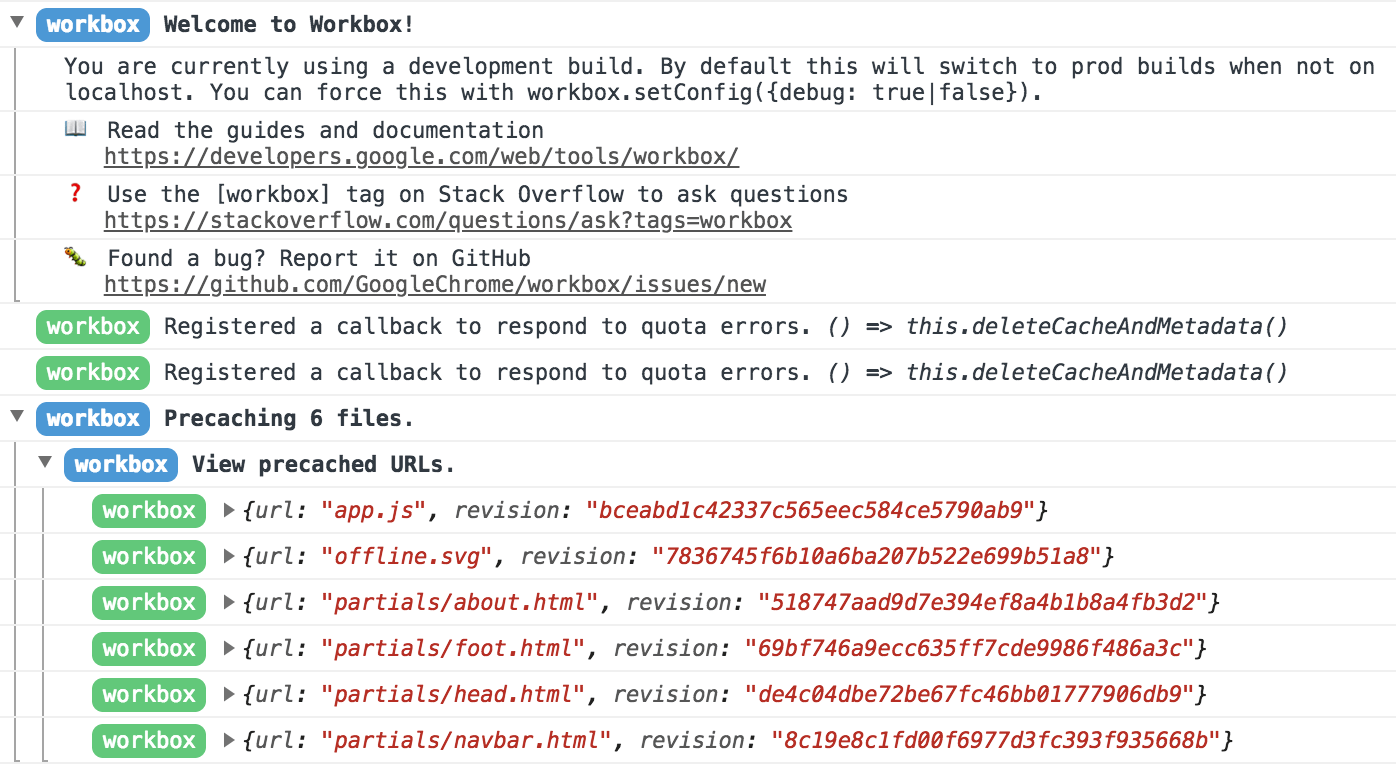 workbox Welcome to Workbox!
You are currently using a development build. By default this will switch to prod builds when not on
localhost. You can force this with workbox.setConfig({debug: true|false}).
Read the guides and documentation
https://developers.google.com/web/tools/workbox/
❓ Use the [workbox] tag on Stack Overflow to ask questions
https://stackoverflow.com/questions/ask?tags=workbox
Found a bug? Report it on GitHub
https://github.com/GoogleChrome/workbox/issues/new
workbox Registered a callback to respond to quota errors. () => this.deleteCacheAndMetadata()
workbox Registered a callback to respond to quota errors. () => this.deleteCacheAndMetadata()
workbox Precaching 6 files.
workbox View precached URLs.
workbox {url: "app.js", revision: "bceabd1c42337c565eec584ce5790ab9"}
workbox {url: "offline.svg", revision: "7836745f6b10a6ba207b522e699b51a8"}
workbox {url: "partials/about.html", revision: "518747aad9d7e394ef8a4b1b8a4fb3d2"}
workbox {url: "partials/foot.html", revision: "69bf746a9ecc635ff7cde9986f486a3c"}
workbox {url: "partials/head.html", revision: "de4c04dbe72be67fc46bb01777906db9"}
workbox {url: "partials/navbar.html", revision: "8c19e8c1fd00f6977d3fc393f935668b"}